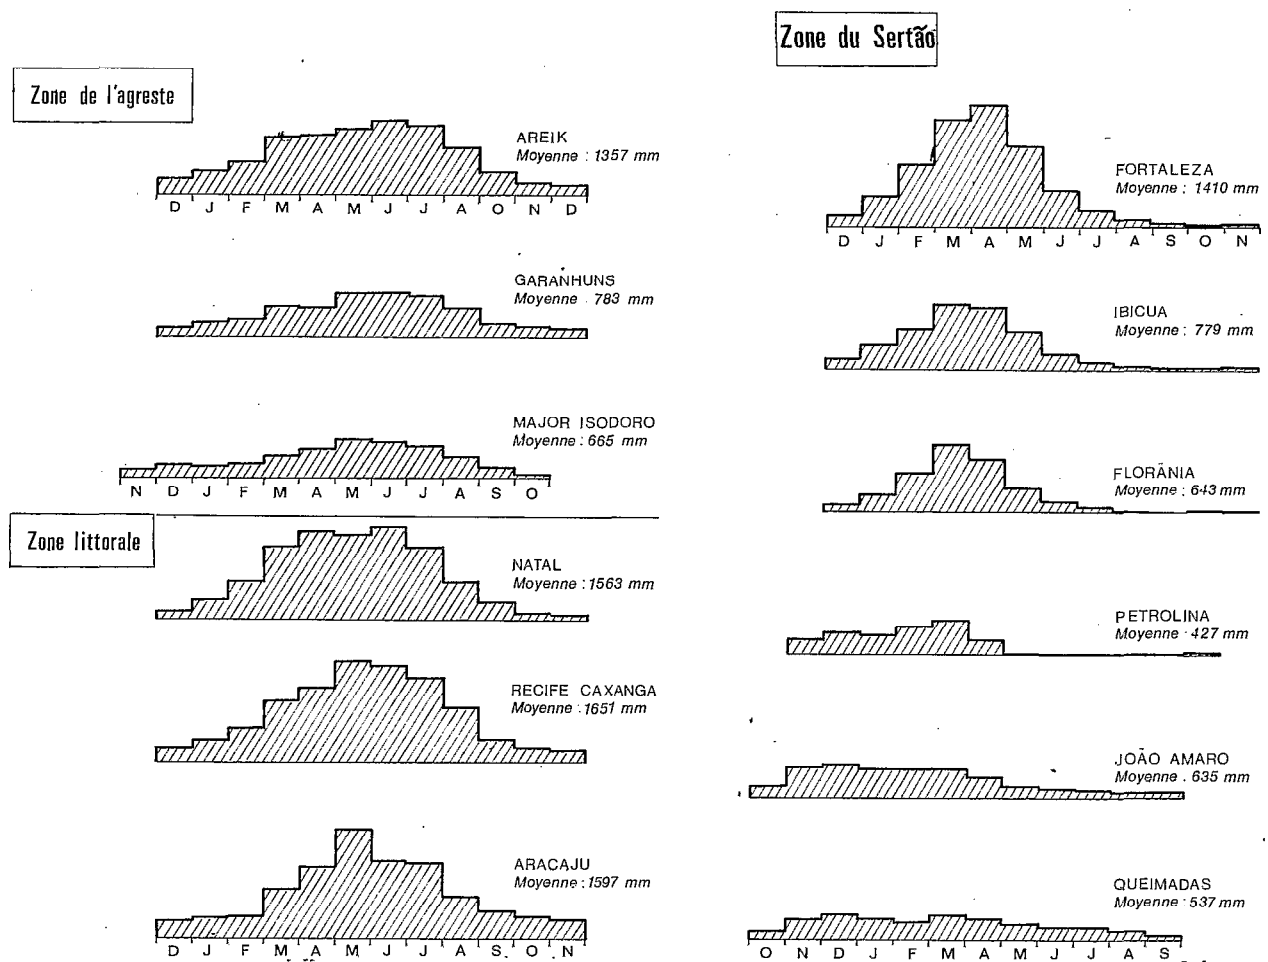 Zone de l'agreste
AREIK
Moyenne : 1357 mm
D J F M A M J J A O N D
GARANHUNS
Moyenne . 783 mm
MAJOR ISODORO
Moyenne : 665 mm
N D J F M A M J J A S O
Zone littorale
NATAL
Moyenne : 1563 mm
RECIFE CAXANGA
Moyenne : 1651 mm
ARACAJU
Moyenne : 1597 mm
D J F M A M J J A S O N
Zone du Sertão
FORTALEZA
Moyenne : 1410 mm
D J F M A M J J A S O N
IBICUA
Moyenne : 779 mm
FLORÂNIA
Moyenne : 643 mm
PETROLINA
Moyenne . 427 mm
JOÃO AMARO
Moyenne . 635 mm
QUEIMADAS
Moyenne : 537 mm
O N D J F M A M J J A S